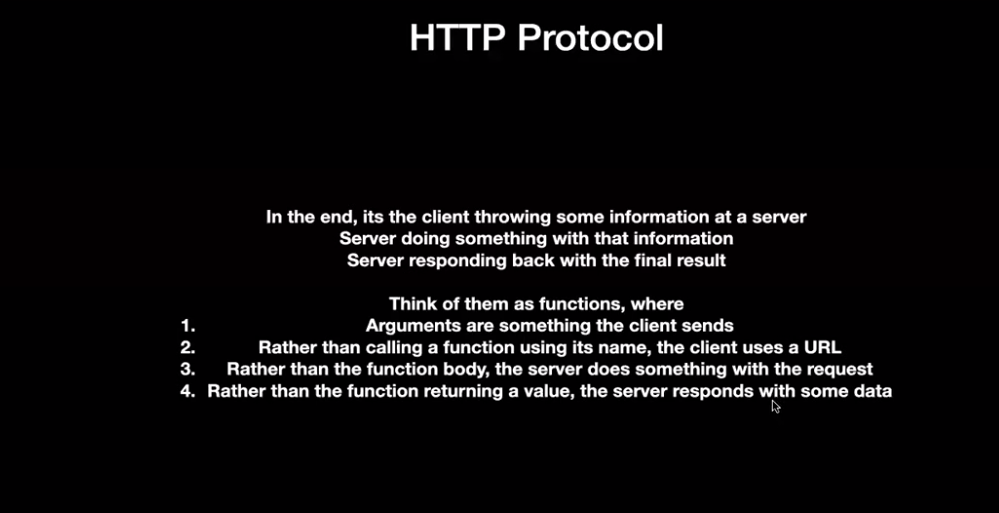 HTTP Protocol
In the end, its the client throwing some information at a server
Server doing something with that information
Server responding back with the final result
Think of them as functions, where
1. Arguments are something the client sends
2. Rather than calling a function using its name, the client uses a URL
3. Rather than the function body, the server does something with the request
4. Rather than the function returning a value, the server responds with some data